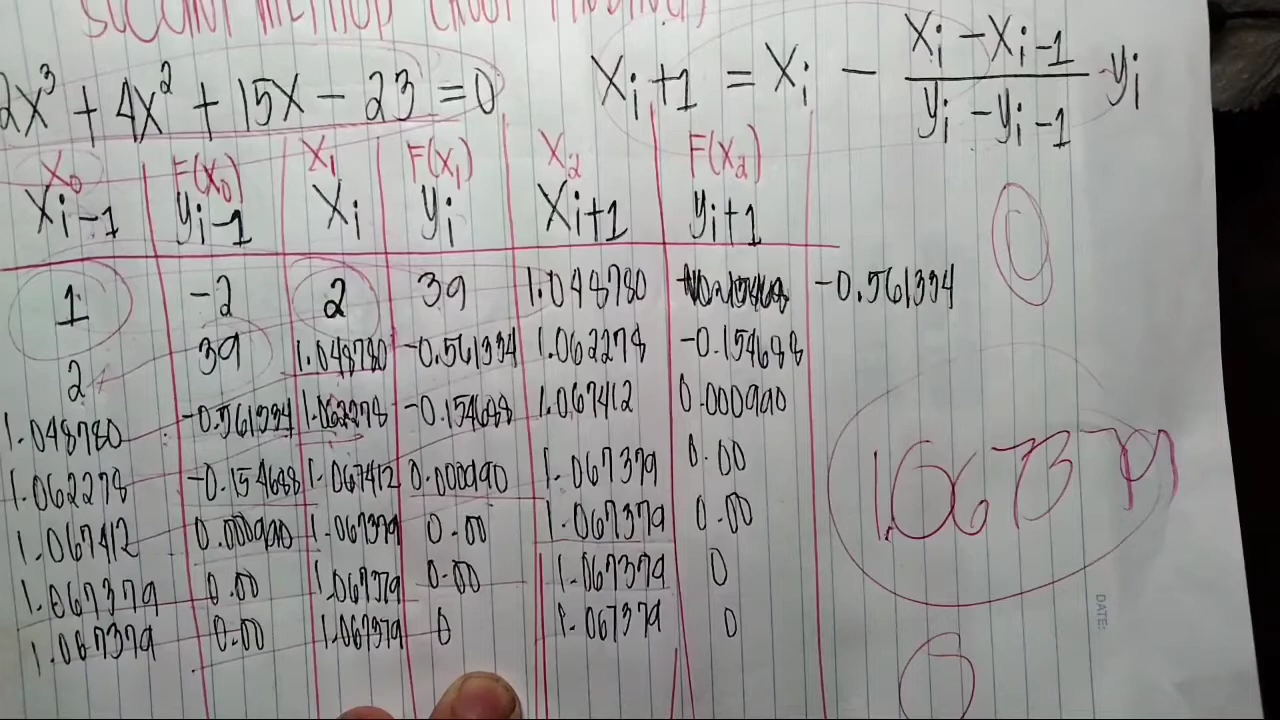 SECCANT METHOD (ROOT FINDING)
2x³ + 4x² + 15x - 23 = 0
Xi+1 = Xi - (Xi - Xi-1)/(yi - yi-1) yi
X₀ F(X₀) X₁ F(X₁) X₂ F(X₂)
Xi-1 yi-1 Xi yi Xi+1 yi+1
1 -2 2 39 1.048780 -0.561334
2 39 1.048780 -0.561334 1.062278 -0.154688
1.048780 -0.561334 1.062278 -0.154688 1.067412 0.000990
1.062278 -0.154688 1.067412 0.000990 1.067379 0.00
1.067412 0.000990 1.067379 0.00 1.067379 0.00
1.067379 0.00 1.067379 0.00 1.067379 0
1.067379 0.00 1.067379 0 1.067379 0
1.067379
DATE: